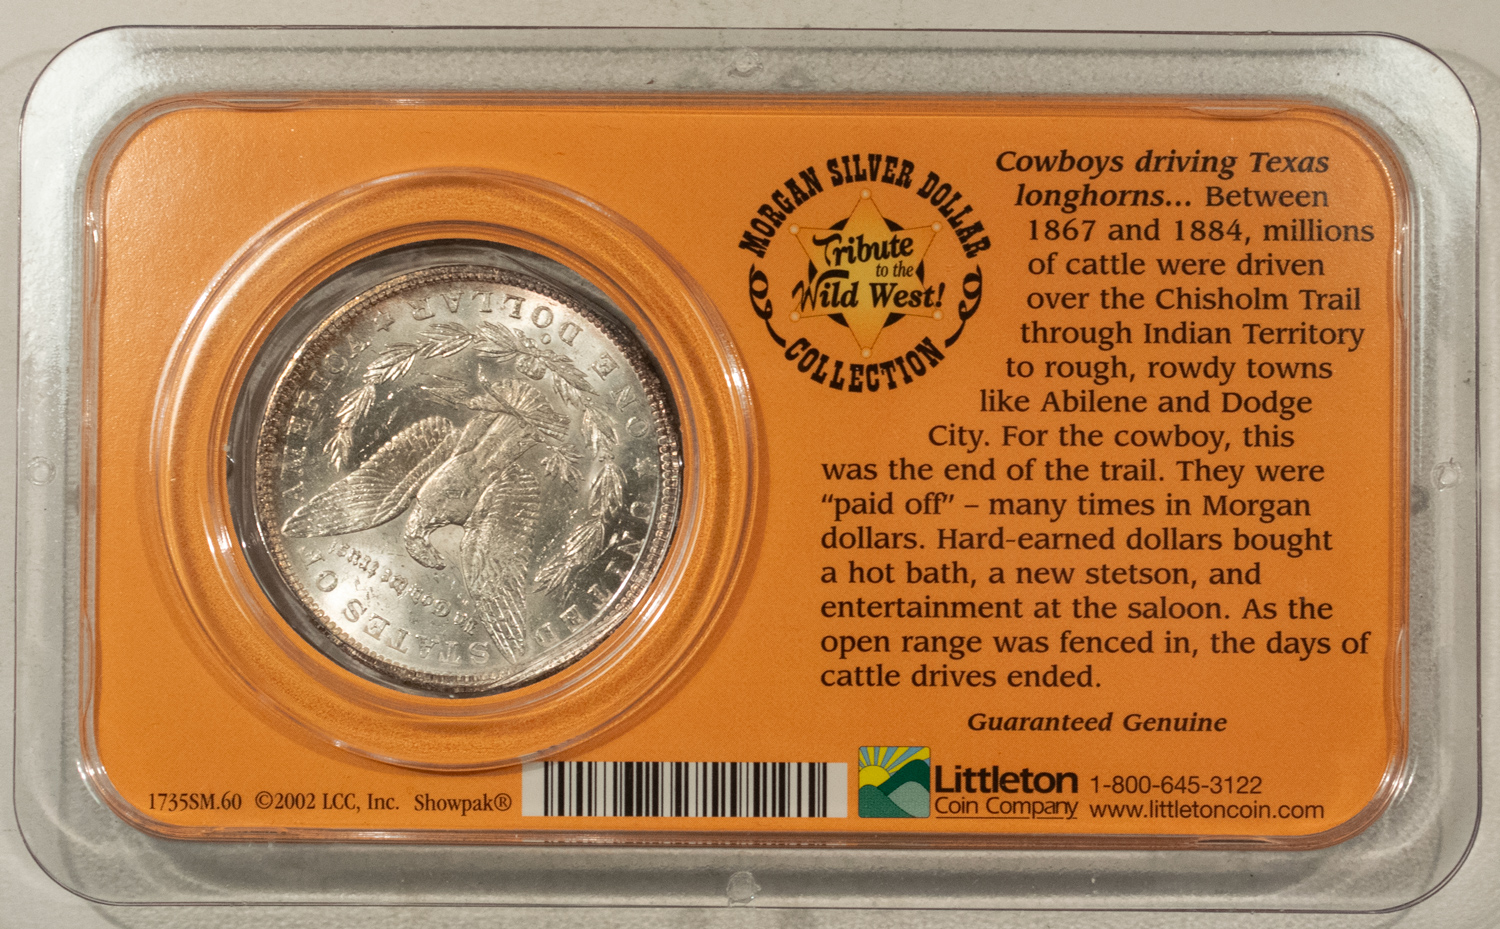 UNITED STATES OF AMERICA
In God we trust
ONE DOLLAR
O
MORGAN SILVER DOLLAR
Tribute
to the
Wild West!
COLLECTION
Cowboys driving Texas
longhorns... Between
1867 and 1884, millions
of cattle were driven
over the Chisholm Trail
through Indian Territory
to rough, rowdy towns
like Abilene and Dodge
City. For the cowboy, this
was the end of the trail. They were
“paid off” – many times in Morgan
dollars. Hard-earned dollars bought
a hot bath, a new stetson, and
entertainment at the saloon. As the
open range was fenced in, the days of
cattle drives ended.
Guaranteed Genuine
Littleton
Coin Company
1-800-645-3122
www.littletoncoin.com
1735SM.60 ©2002 LCC, Inc. Showpak®